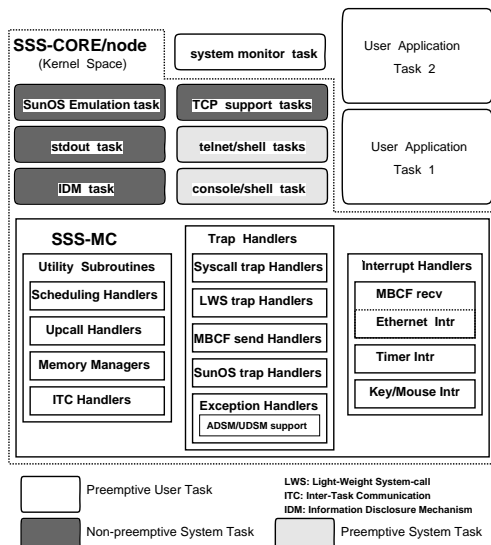 SSS-CORE/node
(Kernel Space)
system monitor task
User Application
Task 2
SunOS Emulation task
TCP support tasks
stdout task
telnet/shell tasks
User Application
Task 1
IDM task
console/shell task
SSS-MC
Utility Subroutines
Scheduling Handlers
Upcall Handlers
Memory Managers
ITC Handlers
Trap Handlers
Syscall trap Handlers
LWS trap Handlers
MBCF send Handlers
SunOS trap Handlers
Exception Handlers
ADSM/UDSM support
Interrupt Handlers
MBCF recv
Ethernet Intr
Timer Intr
Key/Mouse Intr
Preemptive User Task
LWS: Light-Weight System-call
ITC: Inter-Task Communication
IDM: Information Disclosure Mechanism
Non-preemptive System Task
Preemptive System Task